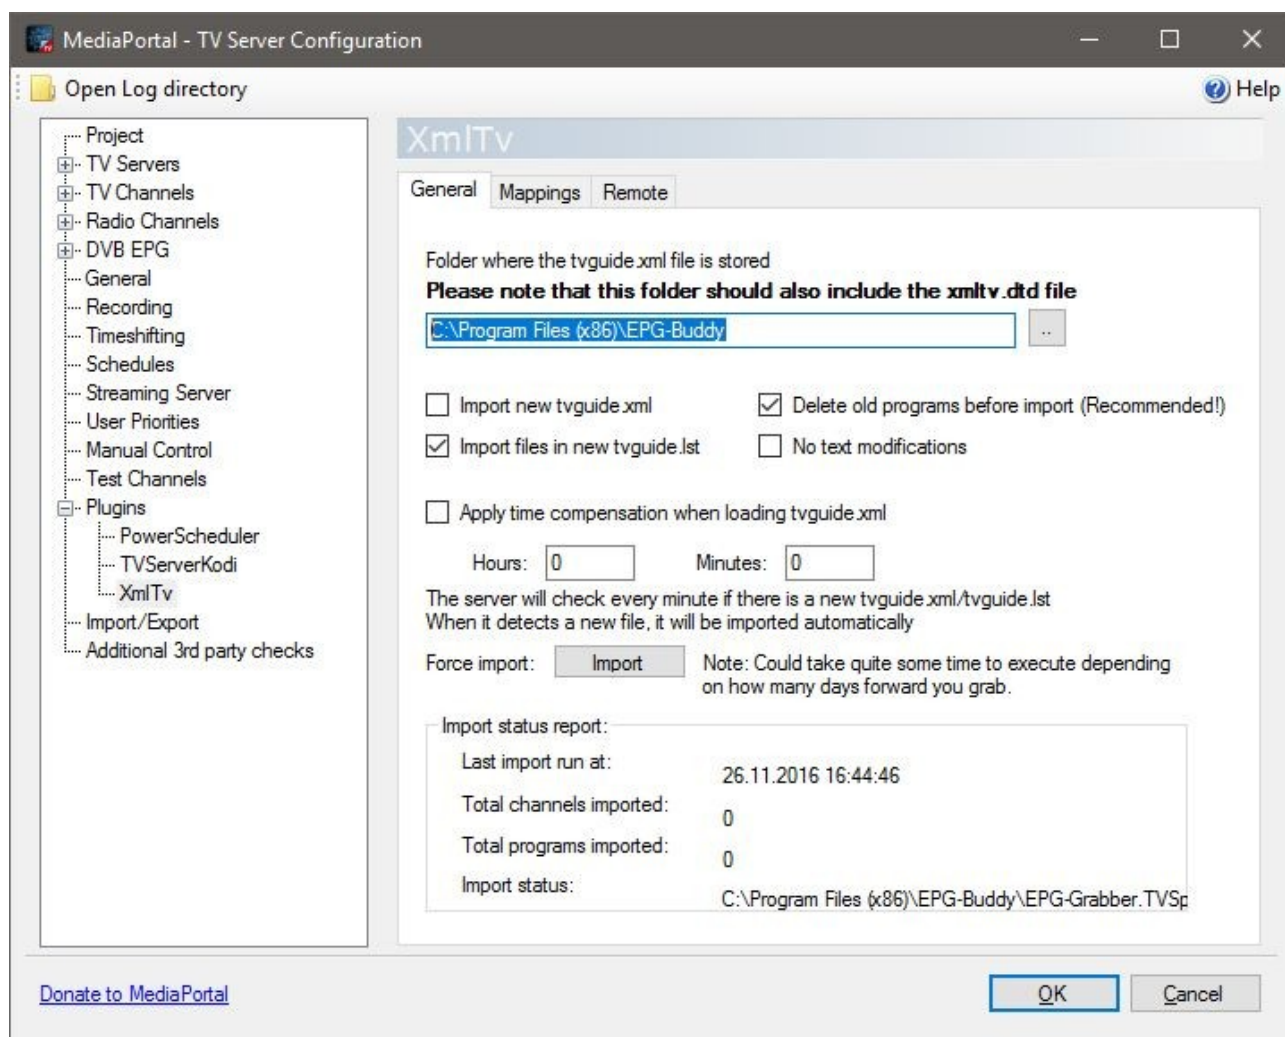 MediaPortal - TV Server Configuration
Open Log directory
Help
Project
TV Servers
TV Channels
Radio Channels
DVB EPG
General
Recording
Timeshifting
Schedules
Streaming Server
User Priorities
Manual Control
Test Channels
Plugins
PowerScheduler
TVServerKodi
XmlTv
Import/Export
Additional 3rd party checks
XmlTv
General Mappings Remote
Folder where the tvguide.xml file is stored
Please note that this folder should also include the xmltv.dtd file
C:\Program Files (x86)\EPG-Buddy
..
Import new tvguide.xml
Delete old programs before import (Recommended!)
Import files in new tvguide.lst
No text modifications
Apply time compensation when loading tvguide.xml
Hours: 0 Minutes: 0
The server will check every minute if there is a new tvguide.xml/tvguide.lst
When it detects a new file, it will be imported automatically
Force import: Import
Note: Could take quite some time to execute depending
on how many days forward you grab.
Import status report:
Last import run at:
26.11.2016 16:44:46
Total channels imported:
0
Total programs imported:
0
Import status:
C:\Program Files (x86)\EPG-Buddy\EPG-Grabber.TVSp
Donate to MediaPortal
OK
Cancel